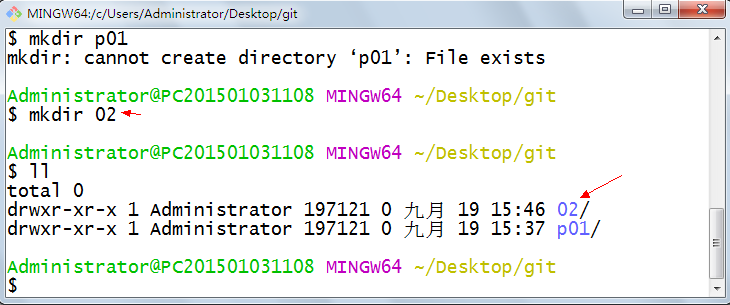 MINGW64:/c/Users/Administrator/Desktop/git
$ mkdir p01
mkdir: cannot create directory ‘p01’: File exists
Administrator@PC201501031108 MINGW64 ~/Desktop/git
$ mkdir 02
Administrator@PC201501031108 MINGW64 ~/Desktop/git
$ ll
total 0
drwxr-xr-x 1 Administrator 197121 0 九月 19 15:46 02/
drwxr-xr-x 1 Administrator 197121 0 九月 19 15:37 p01/
Administrator@PC201501031108 MINGW64 ~/Desktop/git
$